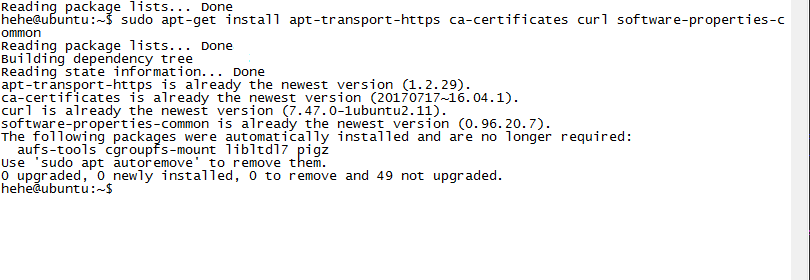 Reading package lists... Done
hehe@ubuntu:~$ sudo apt-get install apt-transport-https ca-certificates curl software-properties-c
ommon
Reading package lists... Done
Building dependency tree
Reading state information... Done
apt-transport-https is already the newest version (1.2.29).
ca-certificates is already the newest version (20170717~16.04.1).
curl is already the newest version (7.47.0-1ubuntu2.11).
software-properties-common is already the newest version (0.96.20.7).
The following packages were automatically installed and are no longer required:
  aufs-tools cgroupfs-mount libltdl7 pigz
Use 'sudo apt autoremove' to remove them.
0 upgraded, 0 newly installed, 0 to remove and 49 not upgraded.
hehe@ubuntu:~$